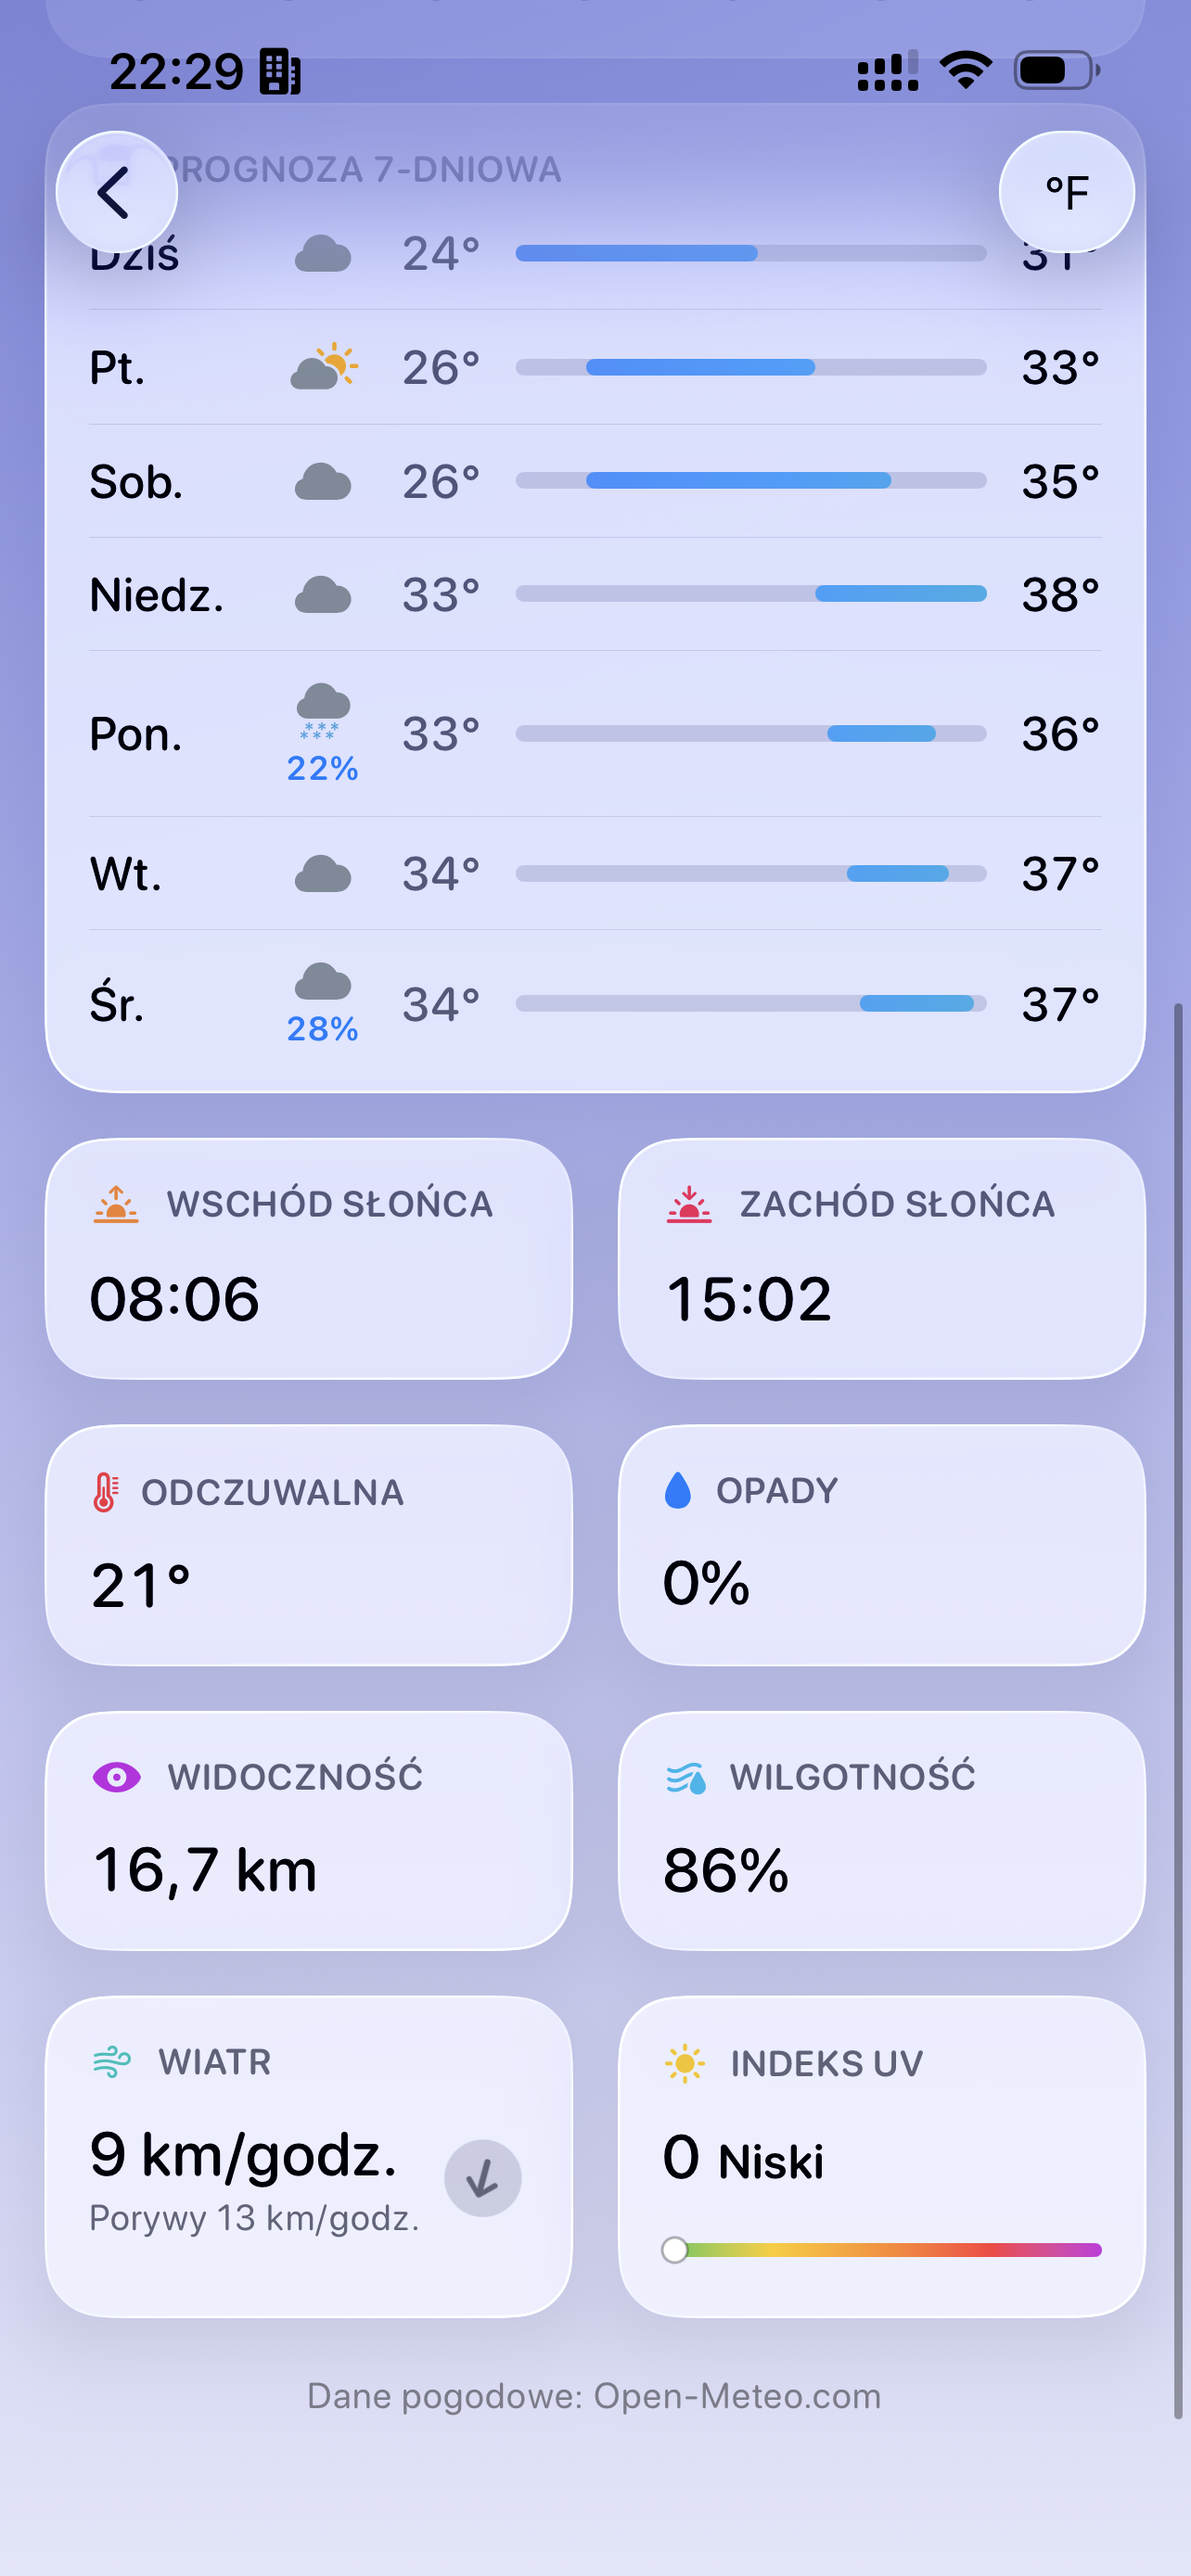 22:29
PROGNOZA 7-DNIOWA
°F
Dziś 24° 31°
Pt. 26° 33°
Sob. 26° 35°
Niedz. 33° 38°
Pon. 22% 33° 36°
Wt. 34° 37°
Śr. 28% 34° 37°
WSCHÓD SŁOŃCA
08:06
ZACHÓD SŁOŃCA
15:02
ODCZUWALNA
21°
OPADY
0%
WIDOCZNOŚĆ
16,7 km
WILGOTNOŚĆ
86%
WIATR
9 km/godz.
Porywy 13 km/godz.
INDEKS UV
0 Niski
Dane pogodowe: Open-Meteo.com